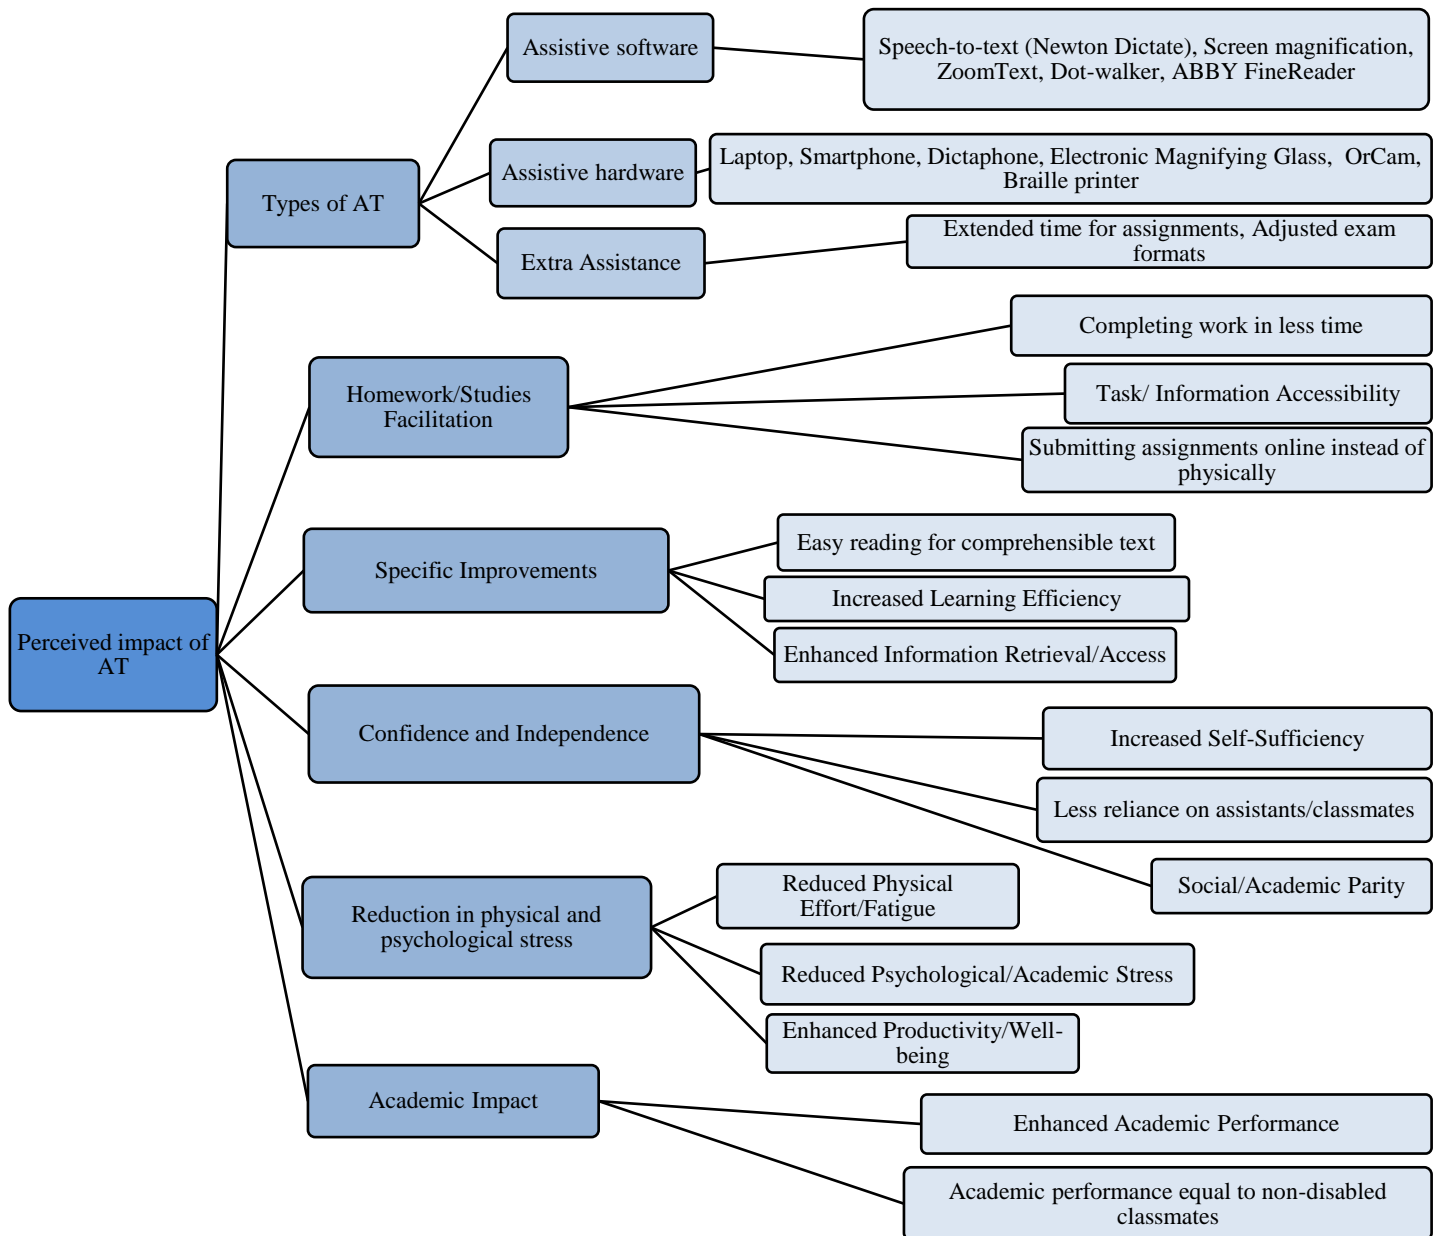 Assistive software
Speech-to-text (Newton Dictate), Screen magnification,
ZoomText, Dot-walker, ABBY FineReader
Types of AT
Assistive hardware
Laptop, Smartphone, Dictaphone, Electronic Magnifying Glass, OrCam,
Braille printer
Extra Assistance
Extended time for assignments, Adjusted exam
formats
Homework/Studies
Facilitation
Completing work in less time
Task/ Information Accessibility
Submitting assignments online instead of
physically
Perceived impact of
AT
Specific Improvements
Easy reading for comprehensible text
Increased Learning Efficiency
Enhanced Information Retrieval/Access
Confidence and Independence
Increased Self-Sufficiency
Less reliance on assistants/classmates
Social/Academic Parity
Reduction in physical and
psychological stress
Reduced Physical
Effort/Fatigue
Reduced Psychological/Academic Stress
Enhanced Productivity/Well-
being
Academic Impact
Enhanced Academic Performance
Academic performance equal to non-disabled
classmates